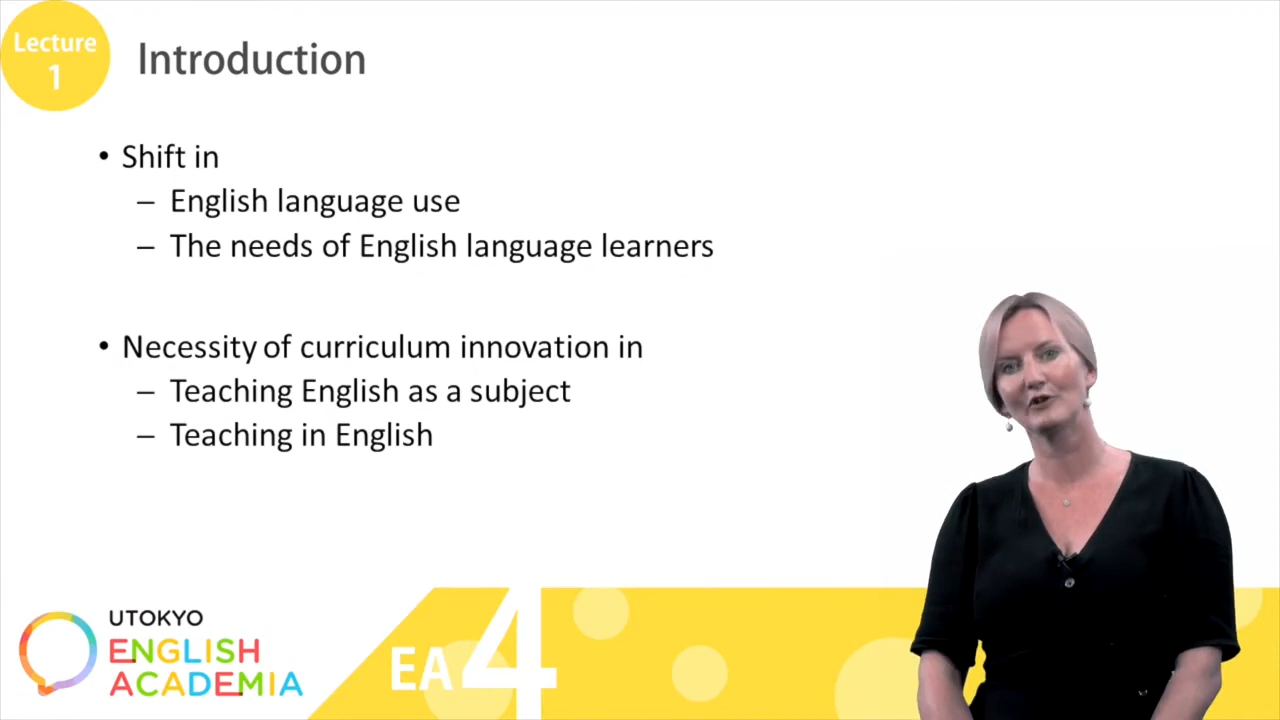 Lecture
1
Introduction
• Shift in
– English language use
– The needs of English language learners
• Necessity of curriculum innovation in
– Teaching English as a subject
– Teaching in English
UTOKYO
ENGLISH
ACADEMIA
EA4